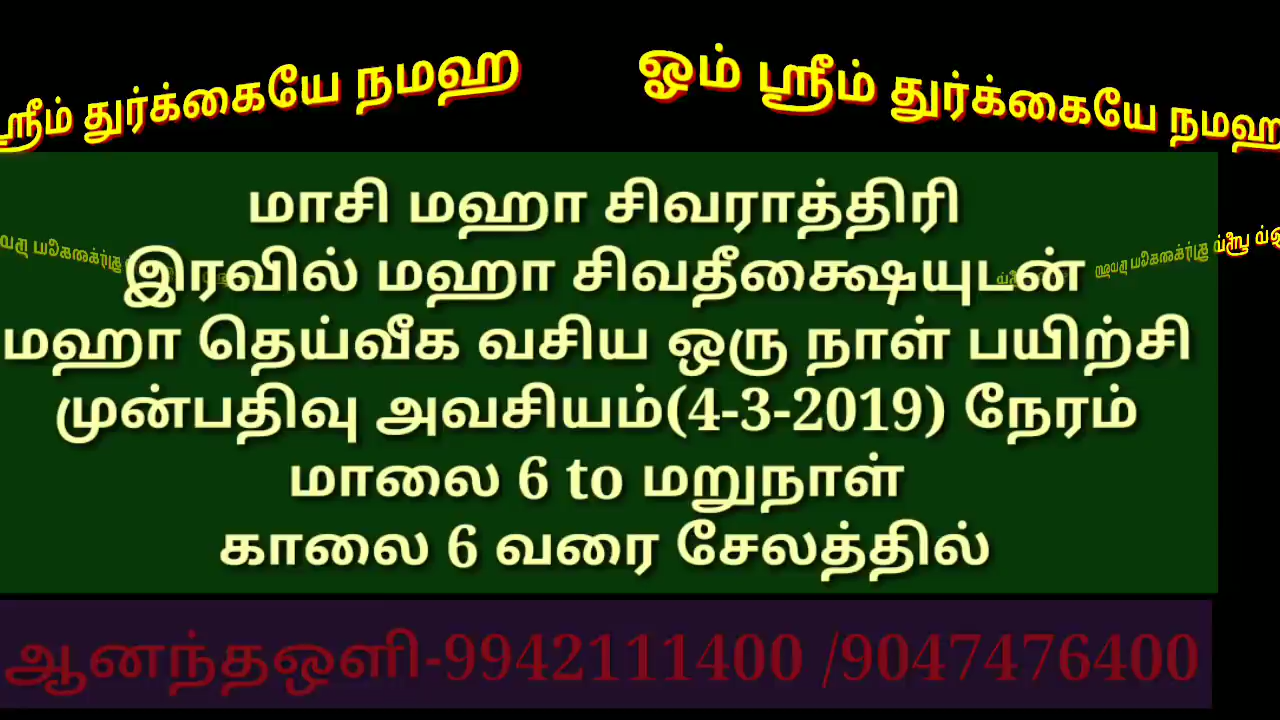 ஸ்ரீம் துர்க்கையே நமஹ ஓம் ஸ்ரீம் துர்க்கையே நமஹ
மாசி மஹா சிவராத்திரி
இரவில் மஹா சிவதீக்ஷையுடன்
மஹா தெய்வீக வசிய ஒரு நாள் பயிற்சி
முன்பதிவு அவசியம்(4-3-2019) நேரம்
மாலை 6 to மறுநாள்
காலை 6 வரை சேலத்தில்
ஆனந்தஒளி-9942111400 /9047476400